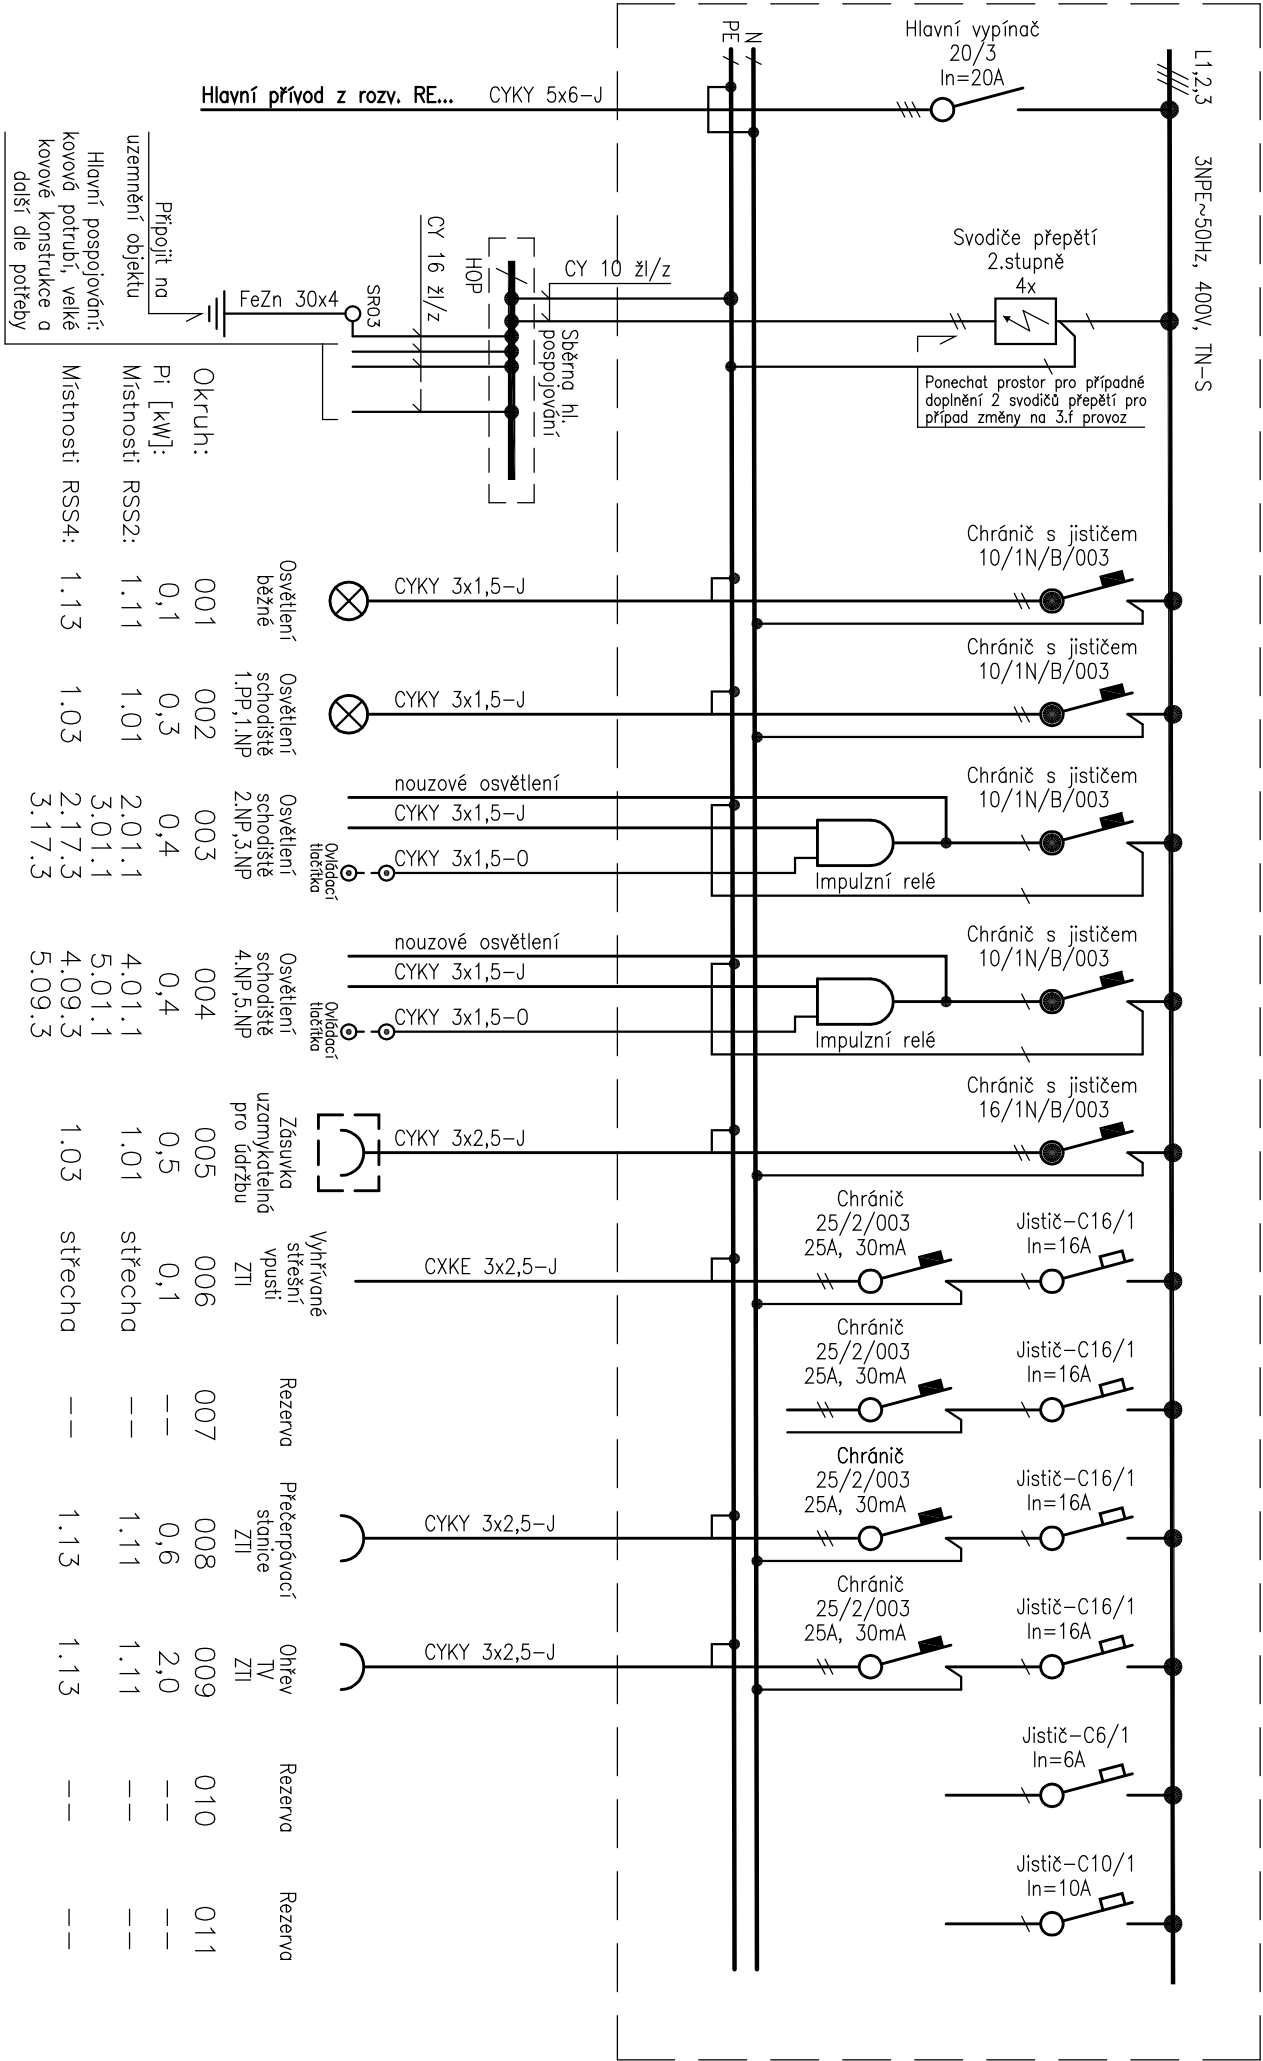 L1,2,3
3NPE~50Hz, 400V, TN-S
N
PE
Hlavní vypínač
20/3
In=20A
Hlavní přívod z rozv. RE...
CYKY 5x6-J
Svodiče přepětí
2.stupně
4x
Ponechat prostor pro případné
doplnění 2 svodičů přepětí pro
případ změny na 3.f provoz
CY 10 žl/z
HOP
Sběrna hl.
pospojování
CY 16 žl/z
SR03
FeZn 30x4
Připojit na
uzemnění objektu
Hlavní pospojování:
kovová potrubí, velké
kovové konstrukce a
další dle potřeby
Okruh:
Pi [kW]:
Místnosti RSS2:
Místnosti RSS4:
Chránič s jističem
10/1N/B/003
CYKY 3x1,5-J
Osvětlení
běžné
001
0,1
1.11
1.13
Chránič s jističem
10/1N/B/003
CYKY 3x1,5-J
Osvětlení
schodiště
1.PP,1.NP
002
0,3
1.01
1.03
Chránič s jističem
10/1N/B/003
nouzové osvětlení
CYKY 3x1,5-J
CYKY 3x1,5-O
Impulzní relé
Ovládací
tlačítka
Osvětlení
schodiště
2.NP,3.NP
003
0,4
2.01.1
3.01.1
2.17.3
3.17.3
Chránič s jističem
10/1N/B/003
nouzové osvětlení
CYKY 3x1,5-J
CYKY 3x1,5-O
Impulzní relé
Ovládací
tlačítka
Osvětlení
schodiště
4.NP,5.NP
004
0,4
4.01.1
5.01.1
4.09.3
5.09.3
Chránič s jističem
16/1N/B/003
CYKY 3x2,5-J
Zásuvka
uzamykatelná
pro údržbu
005
0,5
1.01
1.03
Jistič-C16/1
In=16A
Chránič
25/2/003
25A, 30mA
CXKE 3x2,5-J
Vyhřívané
střešní
vpusti
ZTI
006
0,1
střecha
střecha
Jistič-C16/1
In=16A
Chránič
25/2/003
25A, 30mA
Rezerva
007
--
--
--
Jistič-C16/1
In=16A
Chránič
25/2/003
25A, 30mA
CYKY 3x2,5-J
Přečerpávací
stanice
ZTI
008
0,6
1.11
1.13
Jistič-C16/1
In=16A
Chránič
25/2/003
25A, 30mA
CYKY 3x2,5-J
Ohřev
TV
ZTI
009
2,0
1.11
1.13
Jistič-C6/1
In=6A
Rezerva
010
--
--
--
Jistič-C10/1
In=10A
Rezerva
011
--
--
--